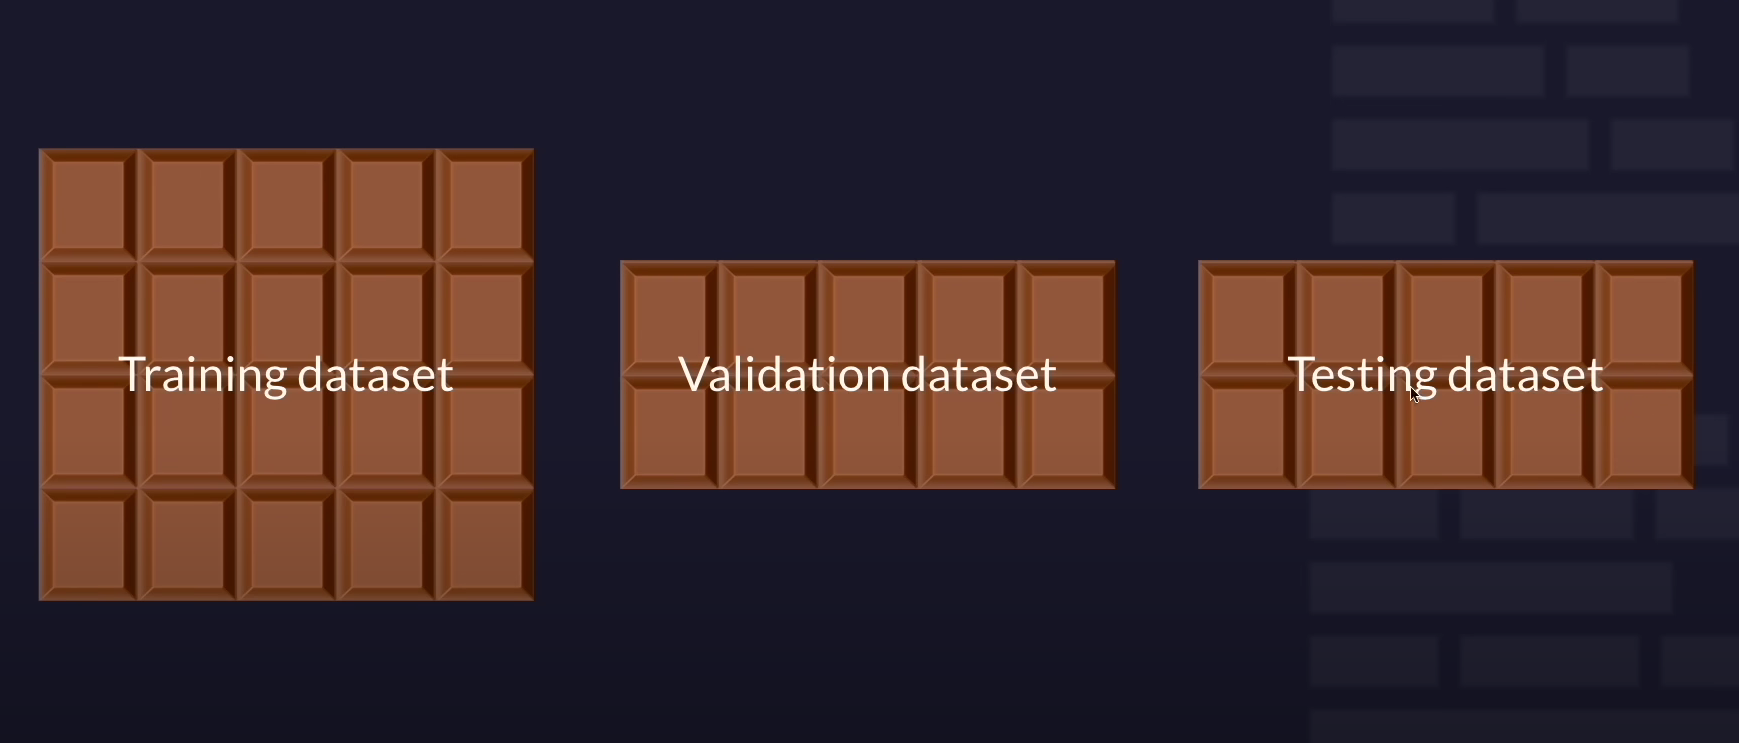 Training dataset
Validation dataset
Testing dataset